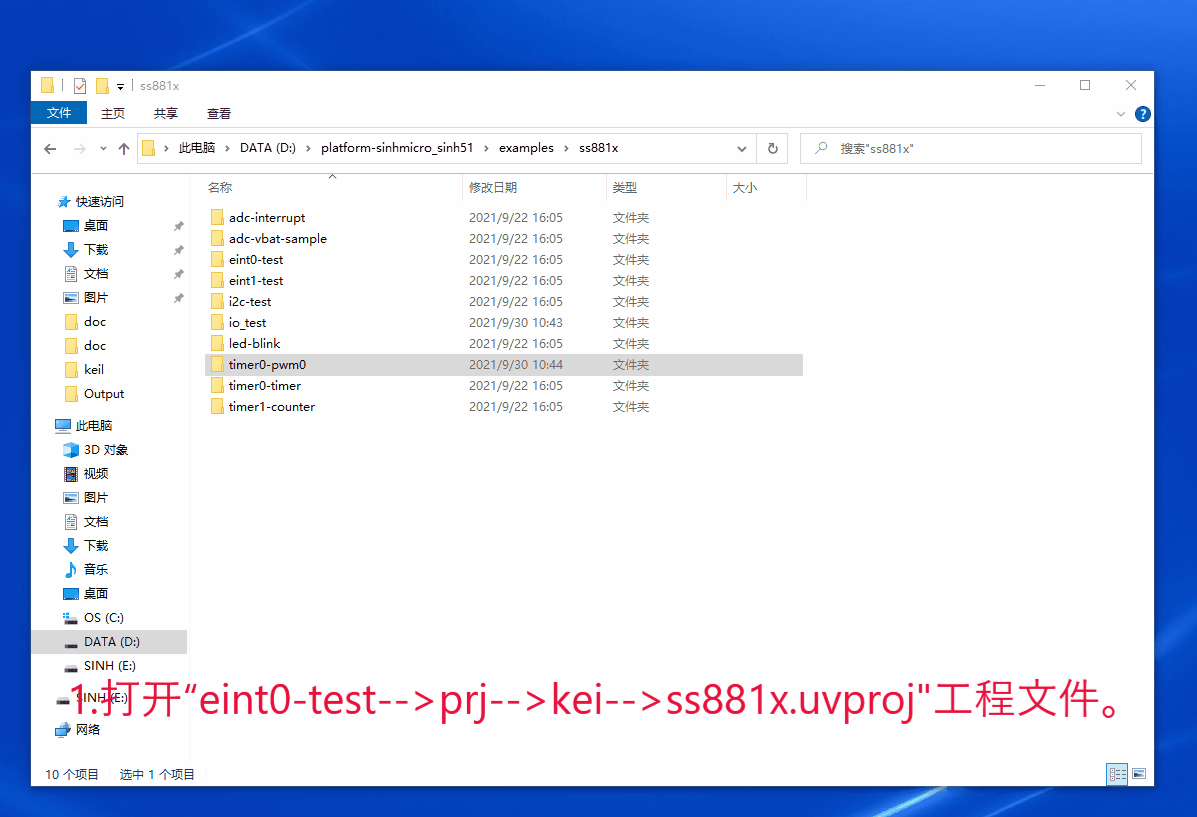 ss881x
文件 主页 共享 查看
此电脑 DATA (D:) platform-sinhmicro_sinh51 examples ss881x 搜索"ss881x"
名称 修改日期 类型 大小
快速访问
桌面
下载
文档
图片
doc
doc
keil
Output
此电脑
3D 对象
视频
图片
文档
下载
音乐
桌面
OS (C:)
DATA (D:)
SINH (E:)
SINH (E:)
网络
adc-interrupt 2021/9/22 16:05 文件夹
adc-vbat-sample 2021/9/22 16:05 文件夹
eint0-test 2021/9/22 16:05 文件夹
eint1-test 2021/9/22 16:05 文件夹
i2c-test 2021/9/22 16:05 文件夹
io_test 2021/9/30 10:43 文件夹
led-blink 2021/9/22 16:05 文件夹
timer0-pwm0 2021/9/30 10:44 文件夹
timer0-timer 2021/9/22 16:05 文件夹
timer1-counter 2021/9/22 16:05 文件夹
1.打开“eint0-test-->prj-->kei-->ss881x.uvproj"工程文件。
10 个项目 选中 1 个项目